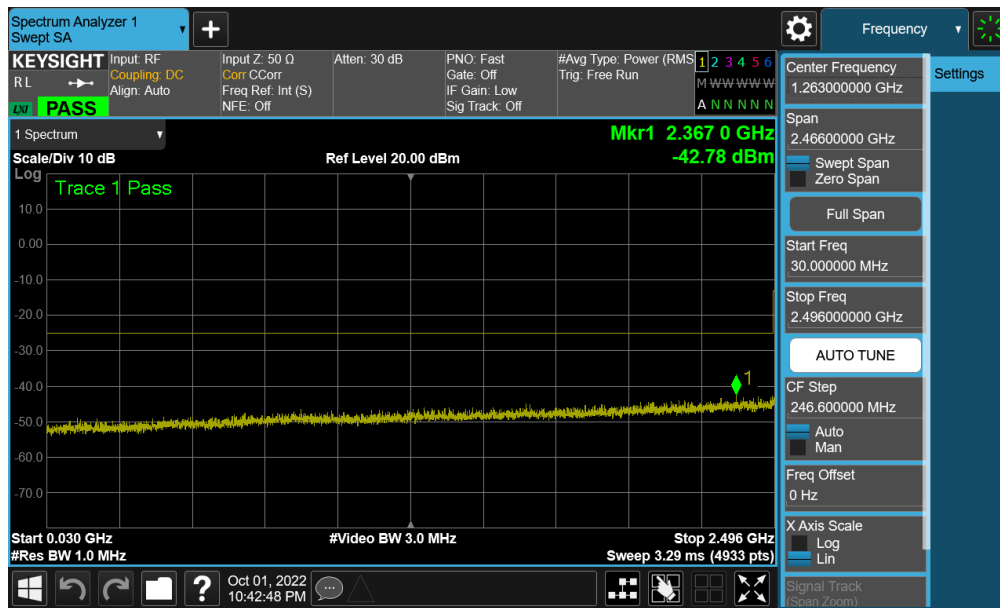 Spectrum Analyzer 1
Swept SA
Frequency
KEYSIGHT
RL
LXI
PASS
Input: RF
Coupling: DC
Align: Auto
Input Z: 50 Ω
Corr CCorr
Freq Ref: Int (S)
NFE: Off
Atten: 30 dB
PNO: Fast
Gate: Off
IF Gain: Low
Sig Track: Off
#Avg Type: Power (RMS
Trig: Free Run
1 2 3 4 5 6
M W W W W W
A N N N N N
Center Frequency
1.263000000 GHz
Settings
Span
2.46600000 GHz
Swept Span
Zero Span
Full Span
Start Freq
30.000000 MHz
Stop Freq
2.496000000 GHz
AUTO TUNE
CF Step
246.600000 MHz
Auto
Man
Freq Offset
0 Hz
X Axis Scale
Log
Lin
Signal Track
(Span Zoom)
1 Spectrum
Mkr1 2.367 0 GHz
Scale/Div 10 dB
Ref Level 20.00 dBm
-42.78 dBm
Log
Trace 1 Pass
10.0
0.00
-10.0
-20.0
-30.0
-40.0
-50.0
-60.0
-70.0
1
Start 0.030 GHz
#Video BW 3.0 MHz
Stop 2.496 GHz
#Res BW 1.0 MHz
Sweep 3.29 ms (4933 pts)
?
Oct 01, 2022
10:42:48 PM